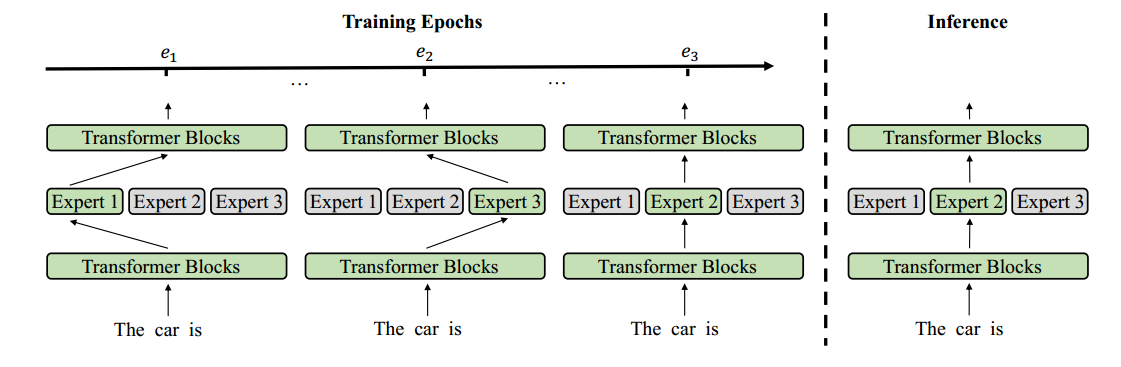 Training Epochs Inference
e₁ e₂ e₃
... ...
Transformer Blocks Transformer Blocks Transformer Blocks Transformer Blocks
Expert 1 Expert 2 Expert 3 Expert 1 Expert 2 Expert 3 Expert 1 Expert 2 Expert 3 Expert 1 Expert 2 Expert 3
Transformer Blocks Transformer Blocks Transformer Blocks Transformer Blocks
The car is The car is The car is The car is